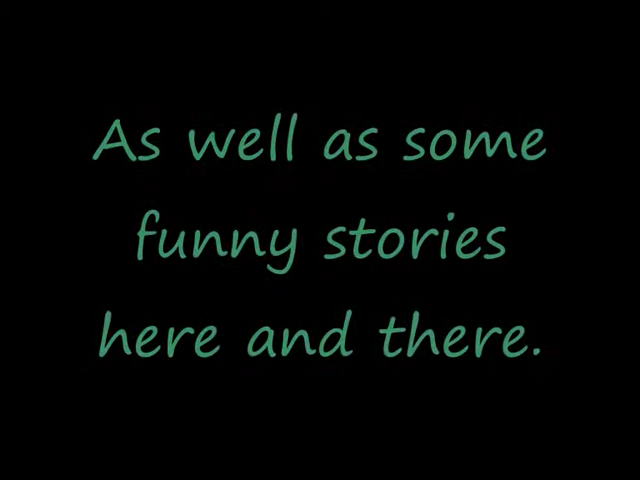 As well as some
funny stories
here and there.